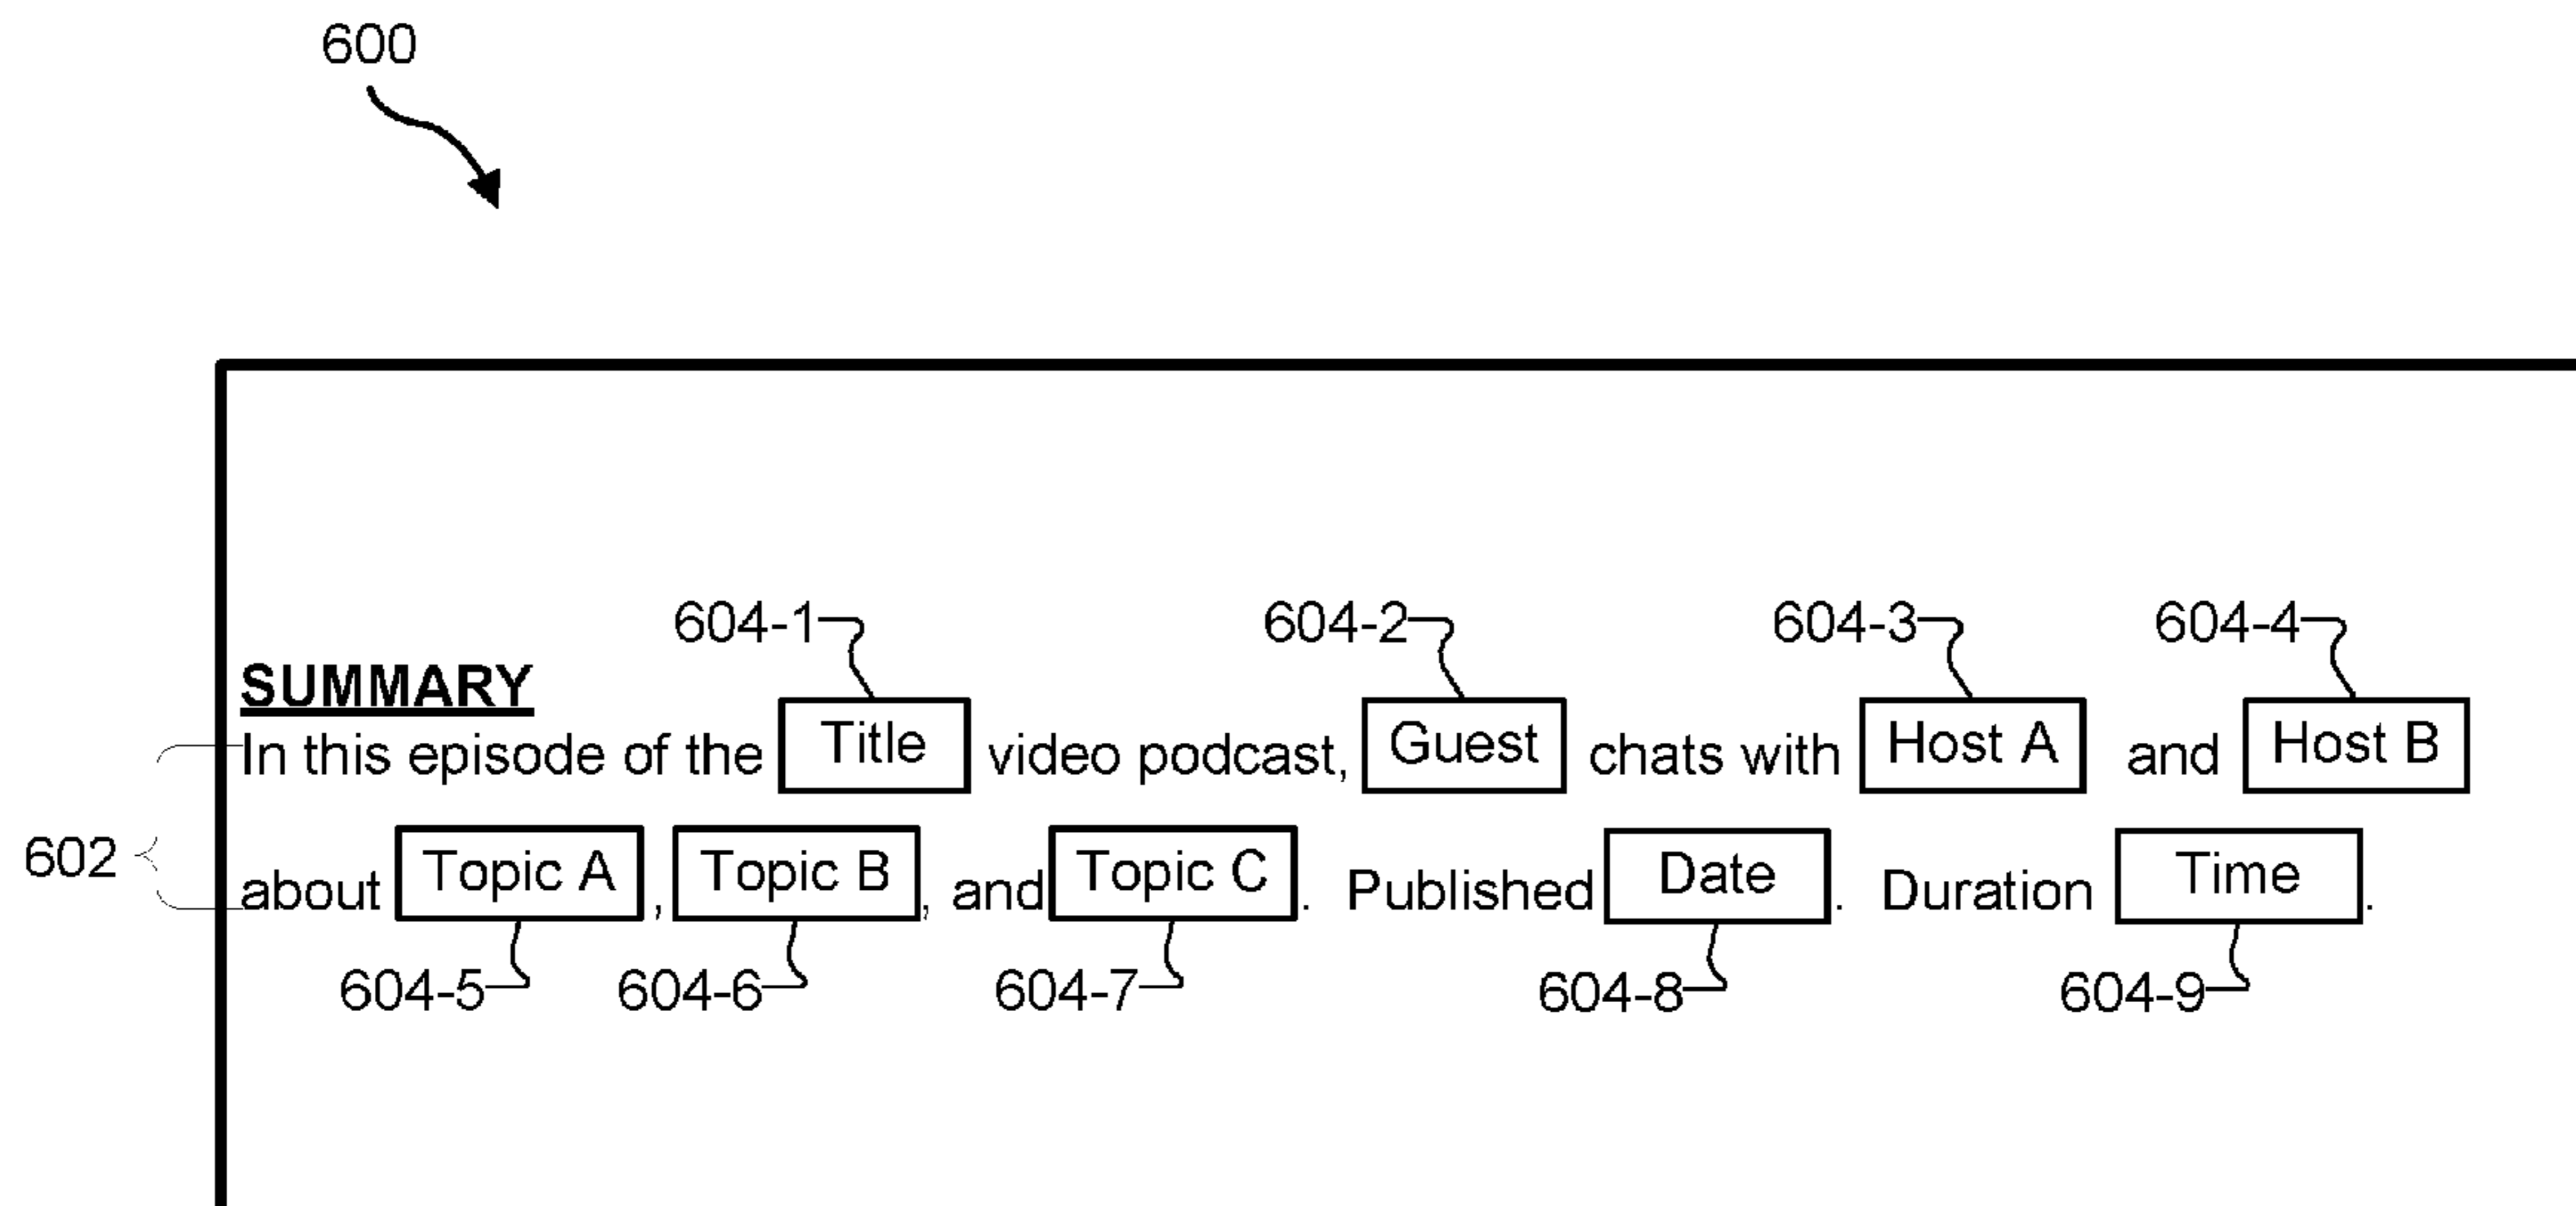 600
604-1 604-2 604-3 604-4
SUMMARY
In this episode of the Title video podcast, Guest chats with Host A and Host B
602
about Topic A , Topic B , and Topic C . Published Date . Duration Time .
604-5 604-6 604-7 604-8 604-9